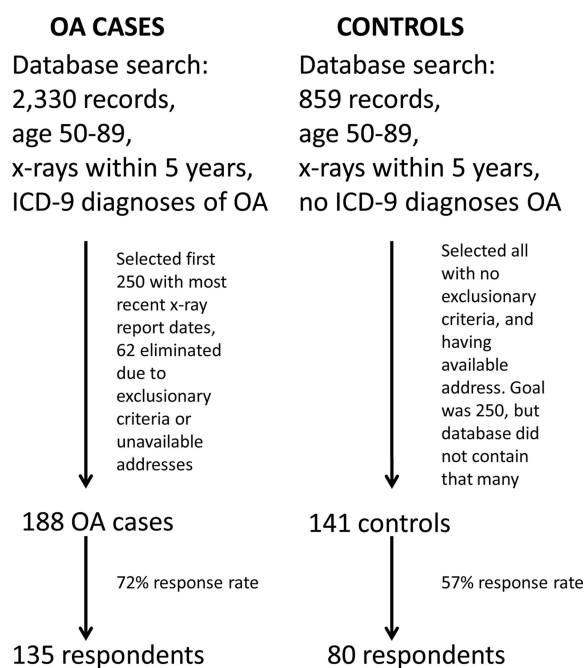 OA CASES
Database search:
2,330 records,
age 50-89,
x-rays within 5 years,
ICD-9 diagnoses of OA
Selected first
250 with most
recent x-ray
report dates,
62 eliminated
due to
exclusionary
criteria or
unavailable
addresses
188 OA cases
72% response rate
135 respondents
CONTROLS
Database search:
859 records,
age 50-89,
x-rays within 5 years,
no ICD-9 diagnoses OA
Selected all
with no
exclusionary
criteria, and
having
available
address. Goal
was 250, but
database did
not contain
that many
141 controls
57% response rate
80 respondents